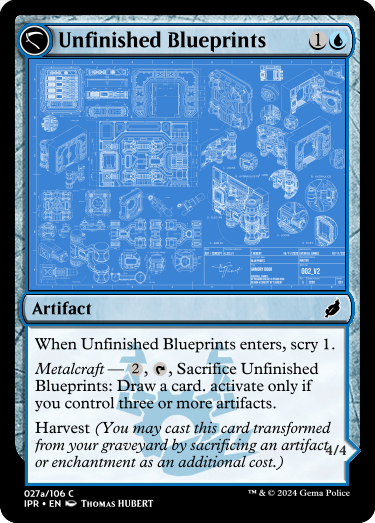 Unfinished Blueprints 1
ARMORY DOOR
002_V2
Artifact
When Unfinished Blueprints enters, scry 1.
Metalcraft — 2, , Sacrifice Unfinished
Blueprints: Draw a card. activate only if
you control three or more artifacts.
Harvest (You may cast this card transformed
from your graveyard by sacrificing an artifact
or enchantment as an additional cost.)
4/4
027a/106 C
IPR • EN Thomas HUBERT
™ & © 2024 Gema Police